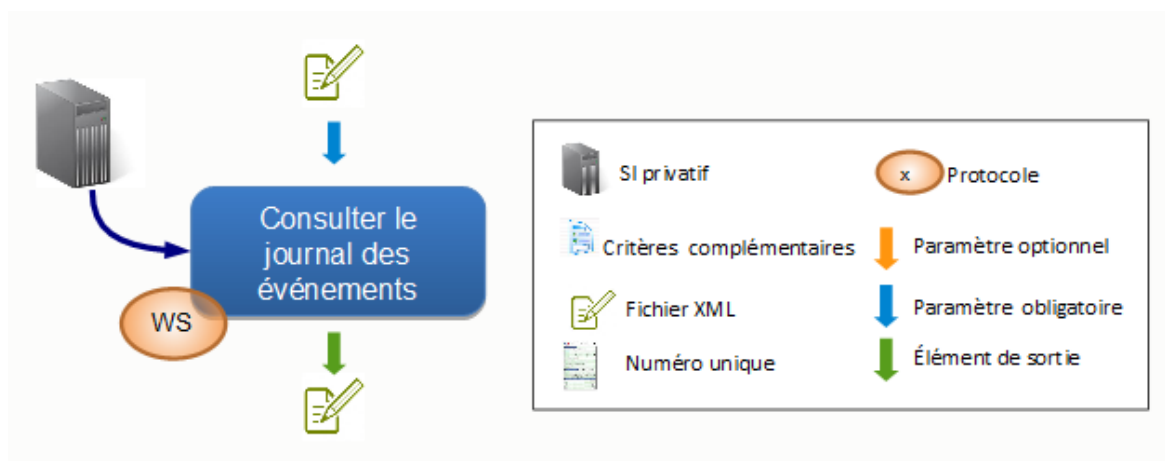 Consulter le
journal des
événements
WS
SI privatif
x Protocole
Critères complémentaires
Paramètre optionnel
Fichier XML
Paramètre obligatoire
Numéro unique
Élément de sortie